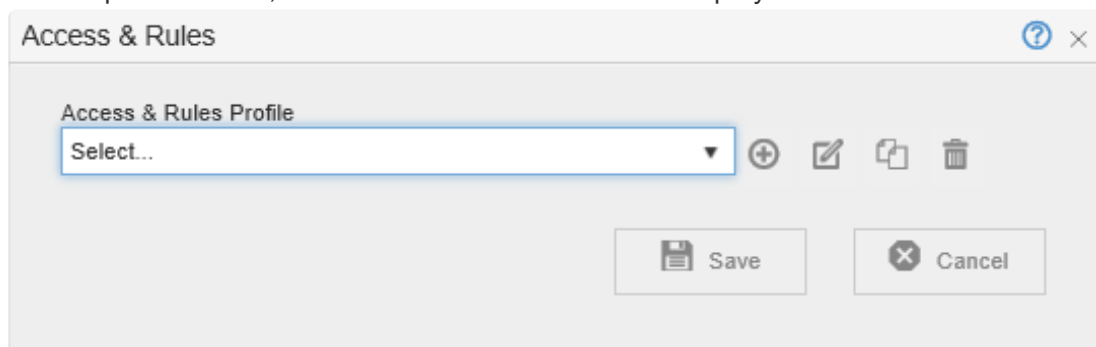 Access & Rules
Access & Rules Profile
Select...
Save
Cancel